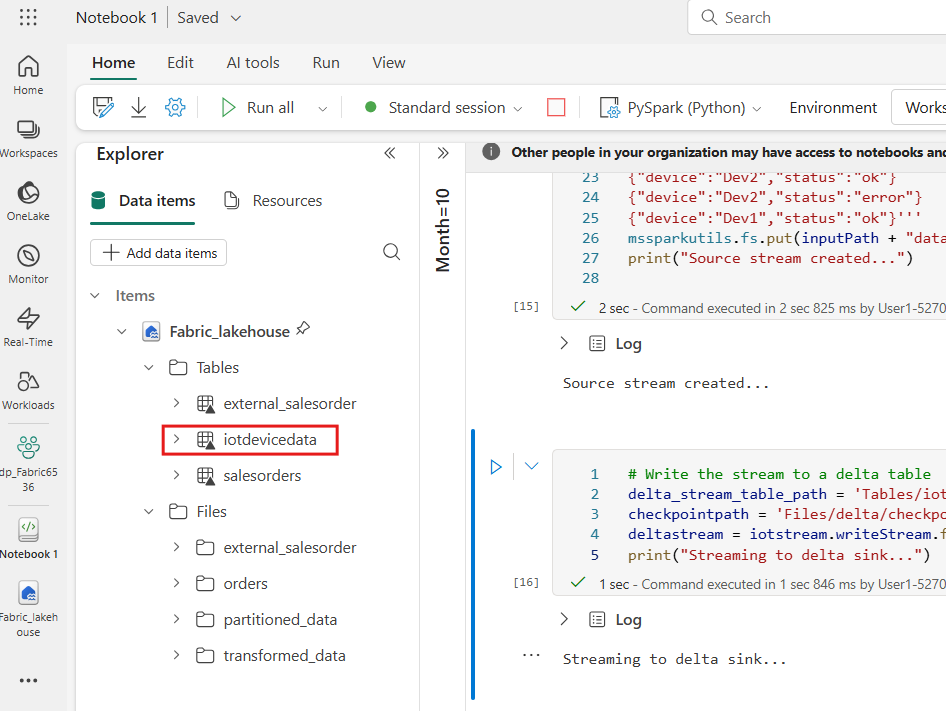 Notebook 1 Saved
Search
Home Edit AI tools Run View
Run all Standard session PySpark (Python) Environment Works
Home
Workspaces
OneLake
Monitor
Real-Time
Workloads
dp_Fabric65
36
Notebook 1
Fabric_lakeh
ouse
Explorer
Data items Resources
Add data items
Items
Fabric_lakehouse
Tables
external_salesorder
iotdevicedata
salesorders
Files
external_salesorder
orders
partitioned_data
transformed_data
Month=10
Other people in your organization may have access to notebooks and
23 {"device":"Dev2","status":"ok"}
24 {"device":"Dev2","status":"error"}
25 {"device":"Dev1","status":"ok"}'''
26 mssparkutils.fs.put(inputPath + "data
27 print("Source stream created...")
28
[15] 2 sec - Command executed in 2 sec 825 ms by User1-5270
Log
Source stream created...
1 # Write the stream to a delta table
2 delta_stream_table_path = 'Tables/iot
3 checkpointpath = 'Files/delta/checkpo
4 deltastream = iotstream.writeStream.f
5 print("Streaming to delta sink...")
[16] 1 sec - Command executed in 1 sec 846 ms by User1-5270
Log
... Streaming to delta sink...